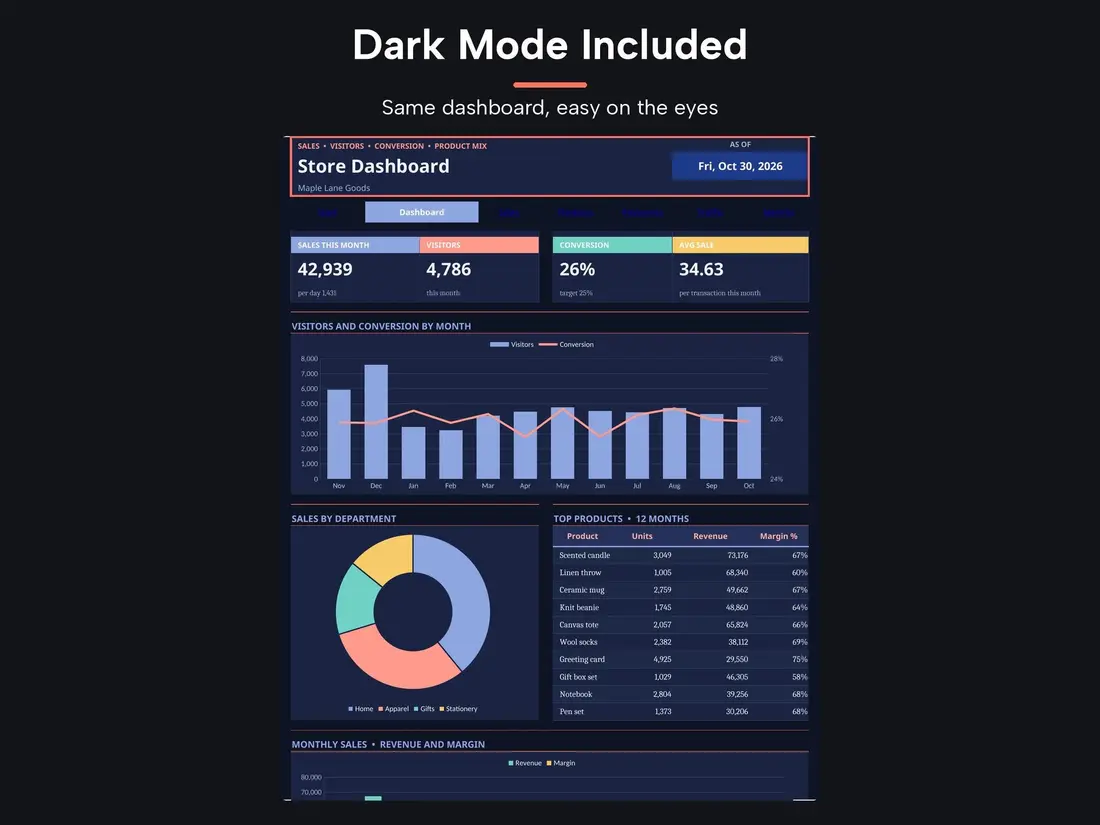 Dark Mode Included
Same dashboard, easy on the eyes
SALES • VISITORS • CONVERSION • PRODUCT MIX
AS OF
Store Dashboard
Fri, Oct 30, 2026
Maple Lane Goods
Dashboard
SALES THIS MONTH VISITORS CONVERSION AVG SALE
42,939 4,786 26% 34.63
per day 1,431 this month target 25% per transaction this month
VISITORS AND CONVERSION BY MONTH
Visitors Conversion
8,000 28%
7,000
6,000
5,000
4,000 26%
3,000
2,000
1,000
0 24%
Nov Dec Jan Feb Mar Apr May Jun Jul Aug Sep Oct
SALES BY DEPARTMENT
Home Apparel Gifts Stationery
TOP PRODUCTS • 12 MONTHS
Product Units Revenue Margin %
Scented candle 3,049 73,176 67%
Linen throw 1,005 68,340 60%
Ceramic mug 2,759 49,662 67%
Knit beanie 1,745 48,860 64%
Canvas tote 2,057 65,824 66%
Wool socks 2,382 38,112 69%
Greeting card 4,925 29,550 75%
Gift box set 1,029 46,305 58%
Notebook 2,804 39,256 68%
Pen set 1,373 30,206 68%
MONTHLY SALES • REVENUE AND MARGIN
Revenue Margin
80,000
70,000